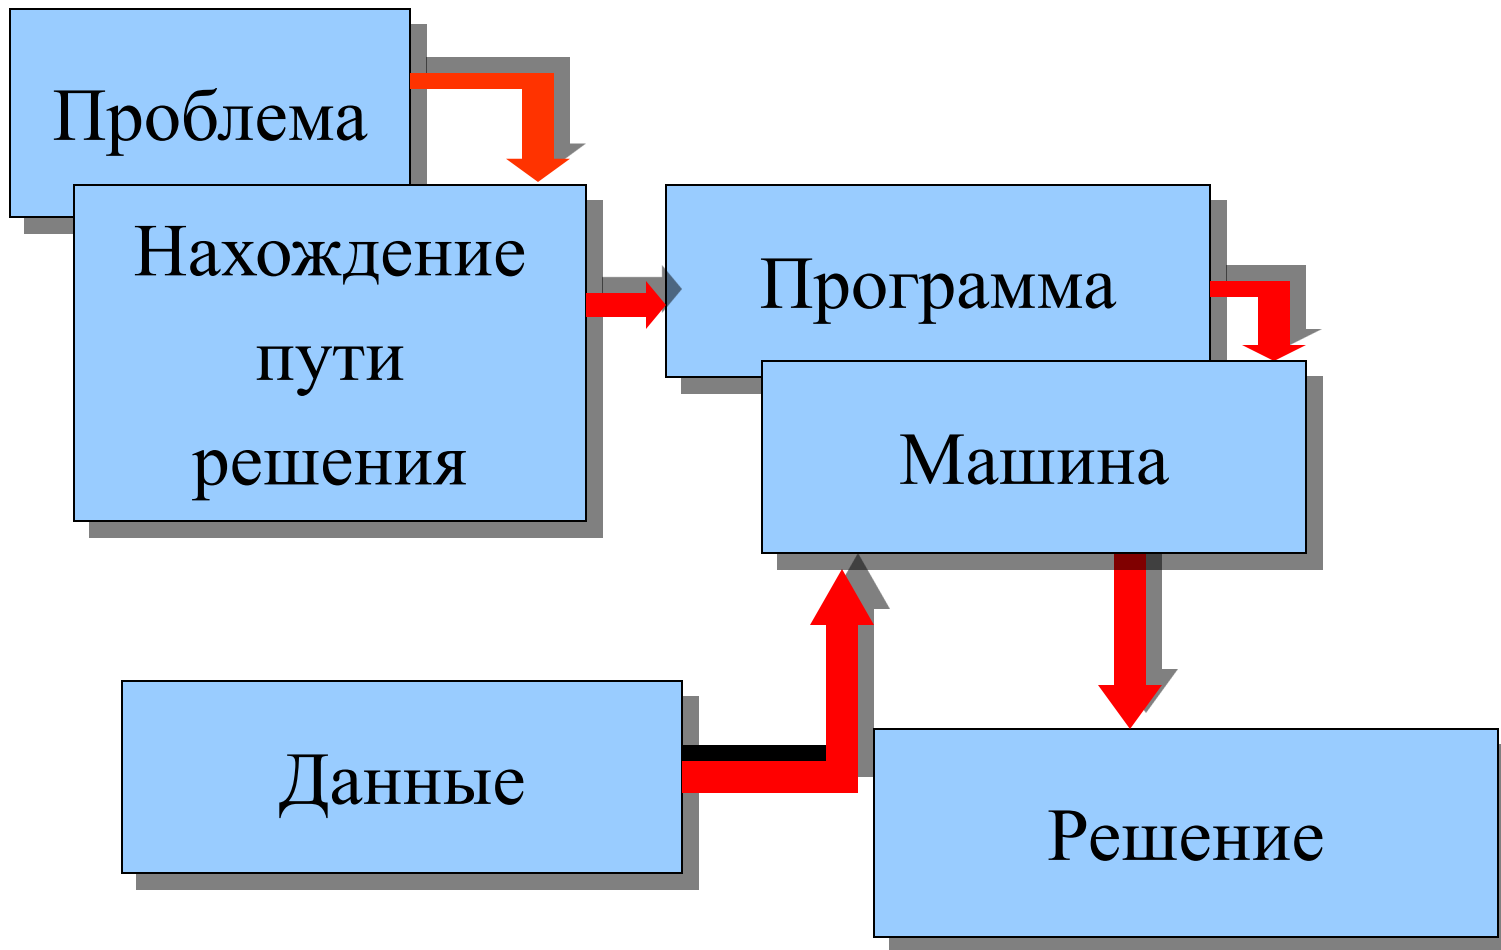 Проблема
Нахождение
пути
решения
Программа
Машина
Данные
Решение